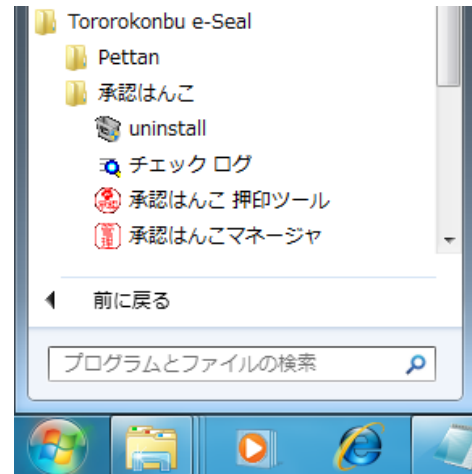 Tororokonbu e-Seal
Pettan
承認はんこ
uninstall
チェック ログ
承認はんこ 押印ツール
承認はんこマネージャ
前に戻る
プログラムとファイルの検索